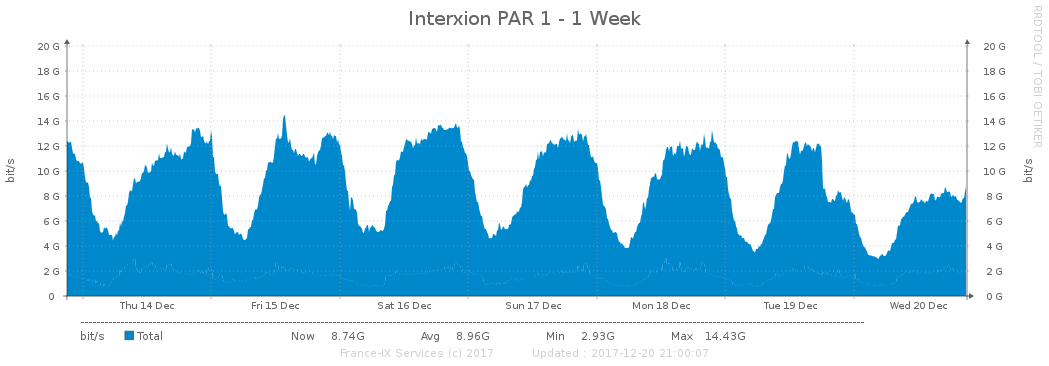 Interxion PAR 1 - 1 Week
RRDTOOL / TOBI OETIKER
bit/s
20 G 20 G
18 G 18 G
16 G 16 G
14 G 14 G
12 G 12 G
10 G 10 G
8 G 8 G
6 G 6 G
4 G 4 G
2 G 2 G
0 0 G
bit/s
Thu 14 Dec Fri 15 Dec Sat 16 Dec Sun 17 Dec Mon 18 Dec Tue 19 Dec Wed 20 Dec
bit/s Total Now 8.74G Avg 8.96G Min 2.93G Max 14.43G
France-IX Services (c) 2017 Updated : 2017-12-20 21:00:07